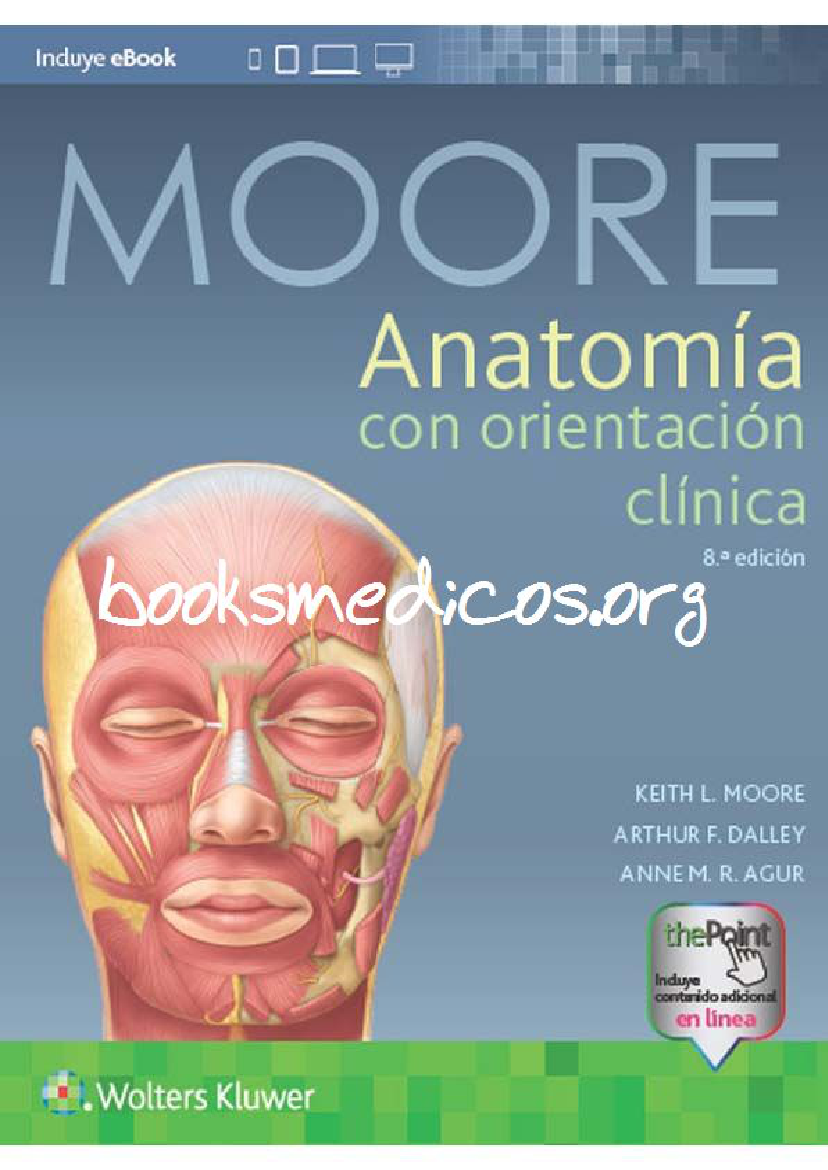 Incluye eBook
MOORE
Anatomía
con orientación
clínica
8.ª edición
booksmedicos.org
KEITH L. MOORE
ARTHUR F. DALLEY
ANNE M. R. AGUR
thePoint
Incluye
contenido adicional
en línea
Wolters Kluwer